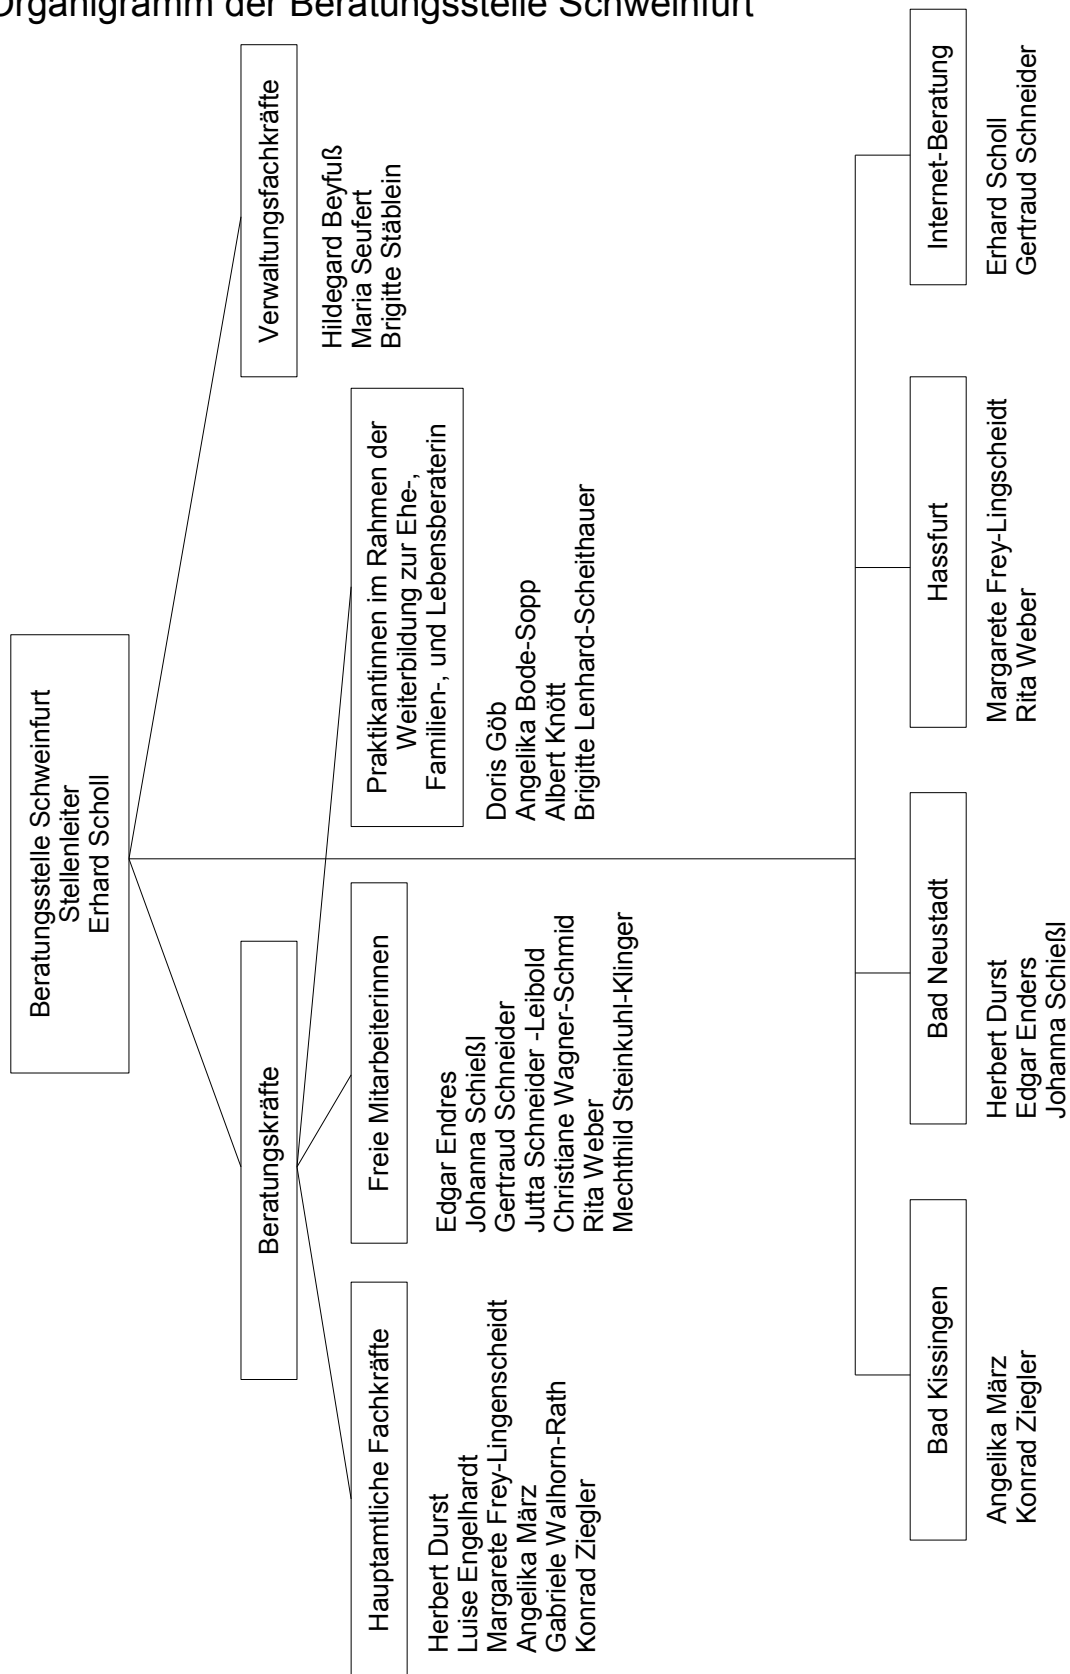 Organigramm der Beratungsstelle Schweinfurt
Beratungsstelle Schweinfurt
Stellenleiter
Erhard Scholl
Beratungskräfte
Verwaltungsfachkräfte
Hildegard Beyfuß
Maria Seufert
Brigitte Stäblein
Hauptamtliche Fachkräfte
Herbert Durst
Luise Engelhardt
Margarete Frey-Lingenscheidt
Angelika März
Gabriele Walhorn-Rath
Konrad Ziegler
Freie Mitarbeiterinnen
Edgar Endres
Johanna Schießl
Gertraud Schneider
Jutta Schneider -Leibold
Christiane Wagner-Schmid
Rita Weber
Mechthild Steinkuhl-Klinger
Praktikantinnen im Rahmen der
Weiterbildung zur Ehe-,
Familien-, und Lebensberaterin
Doris Göb
Angelika Bode-Sopp
Albert Knött
Brigitte Lenhard-Scheithauer
Bad Kissingen
Angelika März
Konrad Ziegler
Bad Neustadt
Herbert Durst
Edgar Enders
Johanna Schießl
Hassfurt
Margarete Frey-Lingscheidt
Rita Weber
Internet-Beratung
Erhard Scholl
Gertraud Schneider